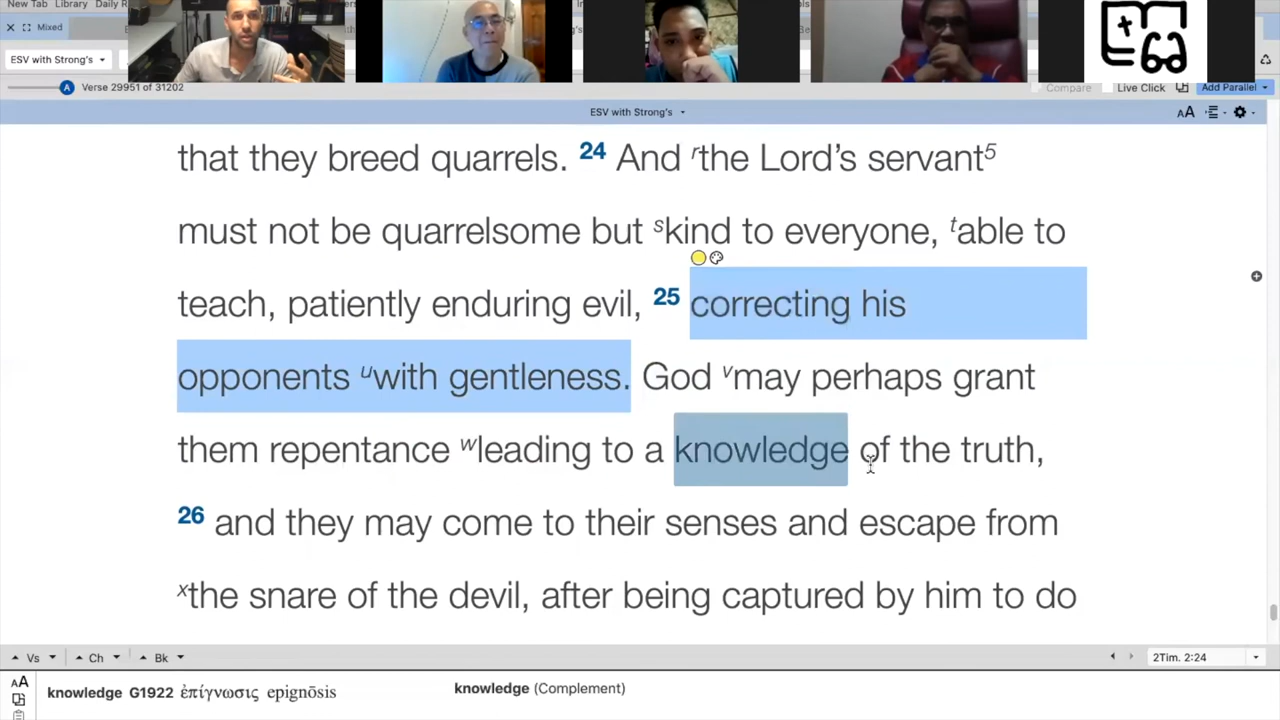 New Tab Library Daily R
Mixed
ESV with Strong's
A Verse 29951 of 31202
Compare Live Click Add Parallel
ESV with Strong's
AA
that they breed quarrels. 24 And rthe Lord's servant5
must not be quarrelsome but skind to everyone, table to
teach, patiently enduring evil, 25 correcting his
opponents uwith gentleness. God vmay perhaps grant
them repentance wleading to a knowledge of the truth,
26 and they may come to their senses and escape from
xthe snare of the devil, after being captured by him to do
Vs Ch Bk 2Tim. 2:24
AA
knowledge G1922 ἐπίγνωσις epignōsis knowledge (Complement)